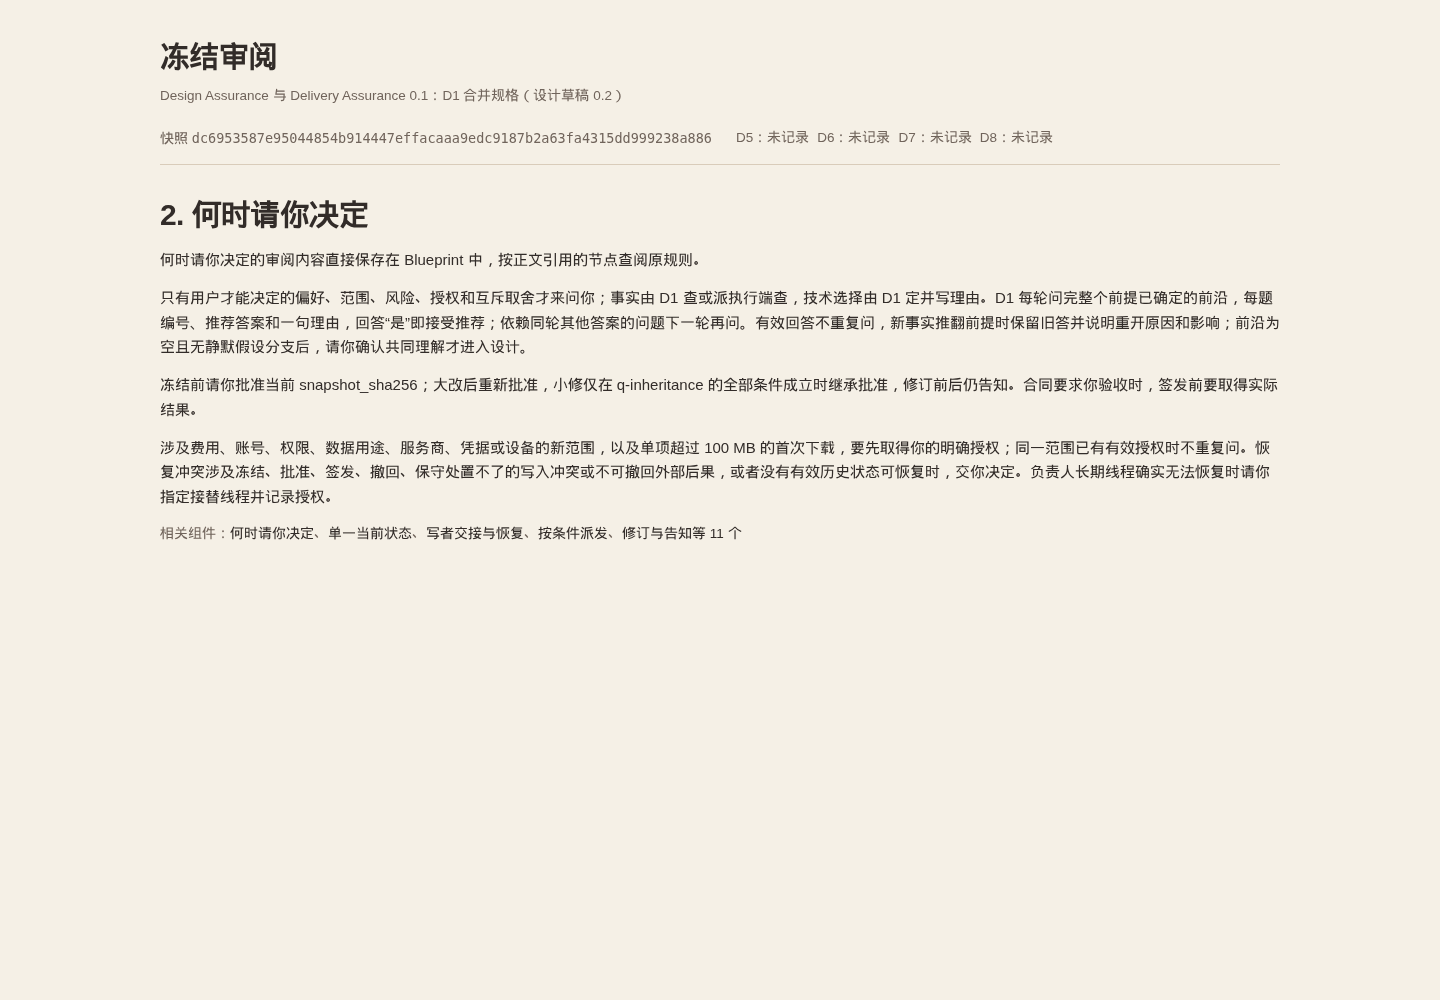 冻结审阅
Design Assurance 与 Delivery Assurance 0.1：D1 合并规格（设计草稿 0.2）
快照 dc6953587e95044854b914447effacaaa9edc9187b2a63fa4315dd999238a886 D5：未记录 D6：未记录 D7：未记录 D8：未记录
2. 何时请你决定
何时请你决定的审阅内容直接保存在 Blueprint 中，按正文引用的节点查阅原规则。
只有用户才能决定的偏好、范围、风险、授权和互斥取舍才来问你；事实由 D1 查或派执行端查，技术选择由 D1 定并写理由。D1 每轮问完整个前提已确定的前沿，每题
编号、推荐答案和一句理由，回答“是”即接受推荐；依赖同轮其他答案的问题下一轮再问。有效回答不重复问，新事实推翻前提时保留旧答并说明重开原因和影响；前沿为
空且无静默假设分支后，请你确认共同理解才进入设计。
冻结前请你批准当前 snapshot_sha256；大改后重新批准，小修仅在 q-inheritance 的全部条件成立时继承批准，修订前后仍告知。合同要求你验收时，签发前要取得实际
结果。
涉及费用、账号、权限、数据用途、服务商、凭据或设备的新范围，以及单项超过 100 MB 的首次下载，要先取得你的明确授权；同一范围已有有效授权时不重复问。恢
复冲突涉及冻结、批准、签发、撤回、保守处置不了的写入冲突或不可撤回外部后果，或者没有有效历史状态可恢复时，交你决定。负责人长期线程确实无法恢复时请你
指定接替线程并记录授权。
相关组件：何时请你决定、单一当前状态、写者交接与恢复、按条件派发、修订与告知等 11 个